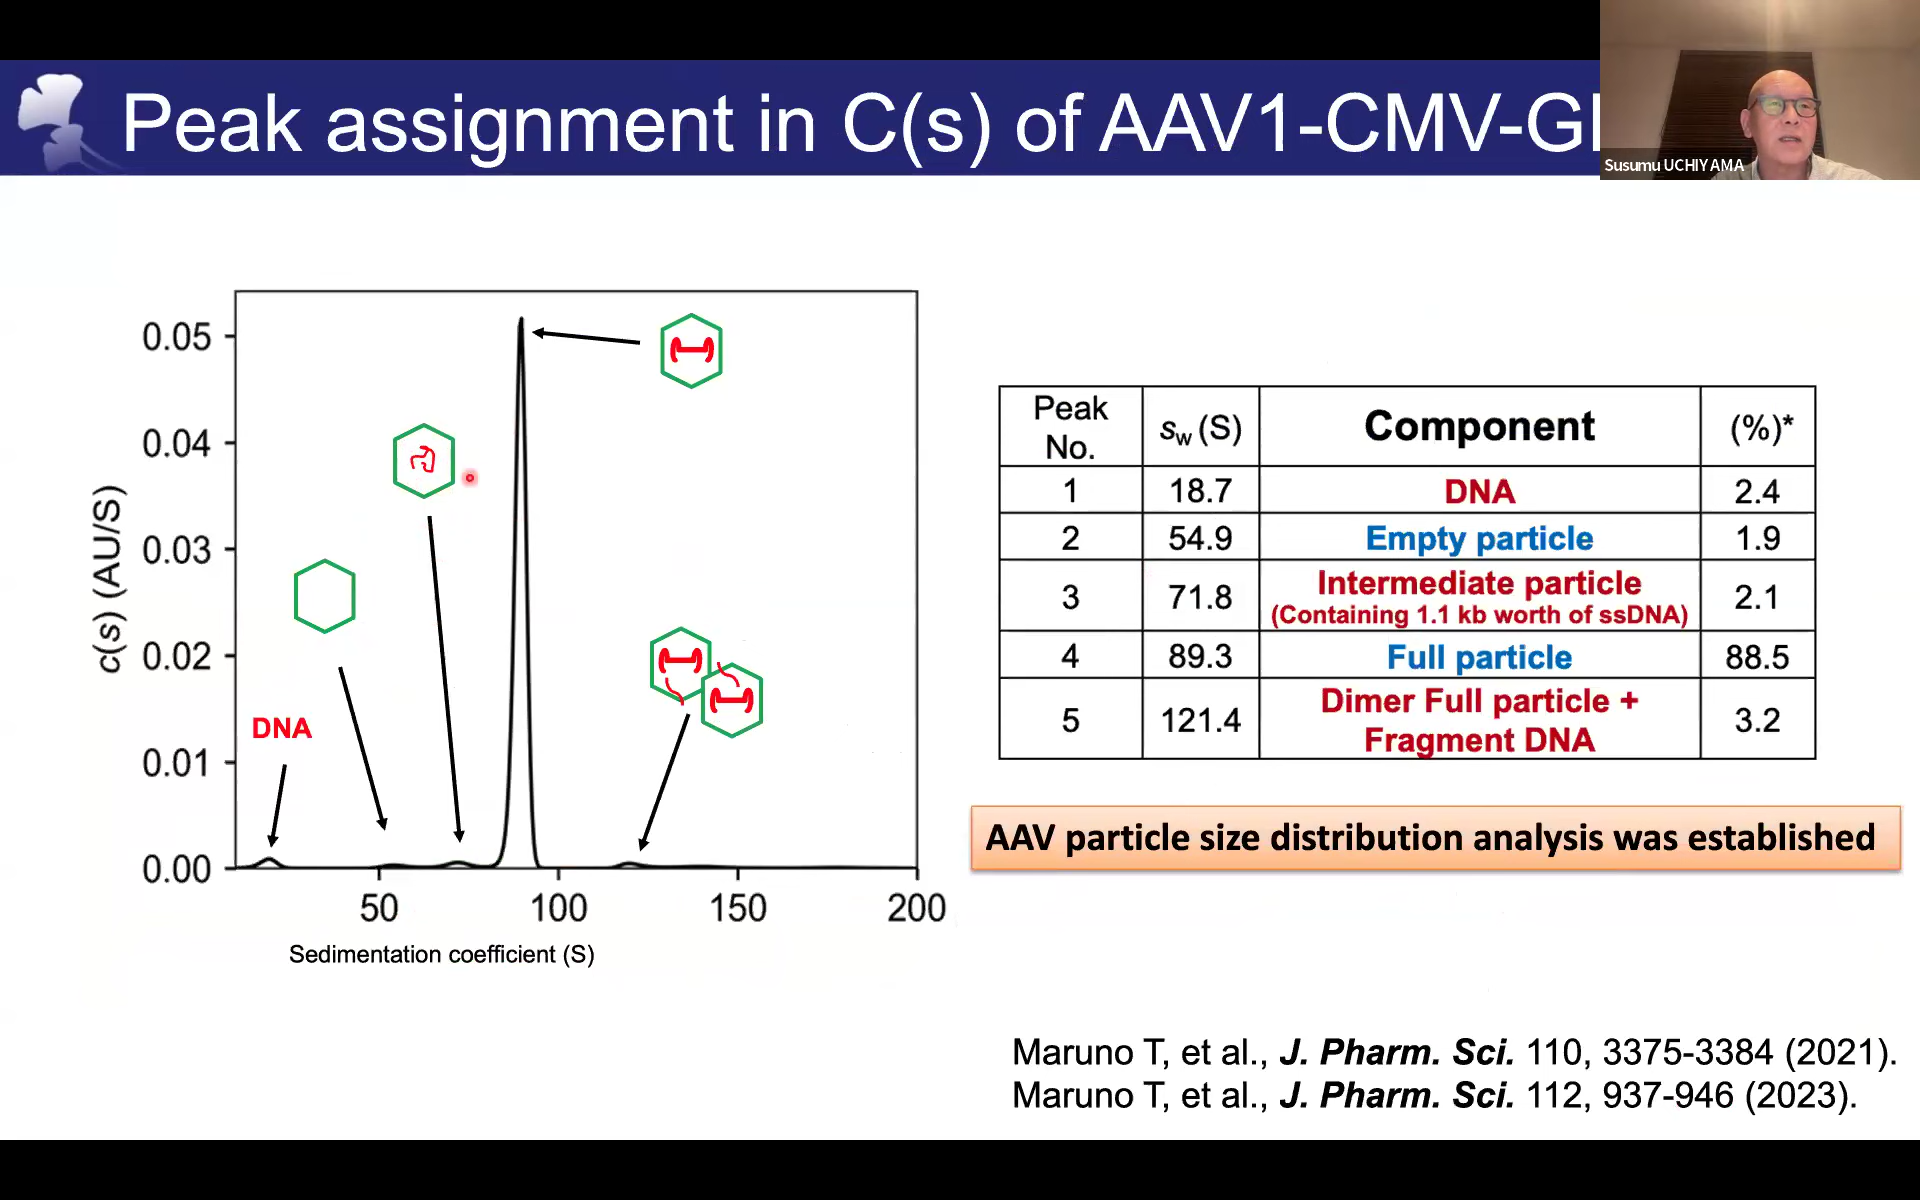 Peak assignment in C(s) of AAV1-CMV-G
Susumu UCHIYAMA
c(s) (AU/S)
0.05
0.04
0.03
0.02
0.01
0.00
DNA
50 100 150 200
Sedimentation coefficient (S)
Peak No. sw (S) Component (%)*
1 18.7 DNA 2.4
2 54.9 Empty particle 1.9
3 71.8 Intermediate particle (Containing 1.1 kb worth of ssDNA) 2.1
4 89.3 Full particle 88.5
5 121.4 Dimer Full particle + Fragment DNA 3.2
AAV particle size distribution analysis was established
Maruno T, et al., J. Pharm. Sci. 110, 3375-3384 (2021).
Maruno T, et al., J. Pharm. Sci. 112, 937-946 (2023).